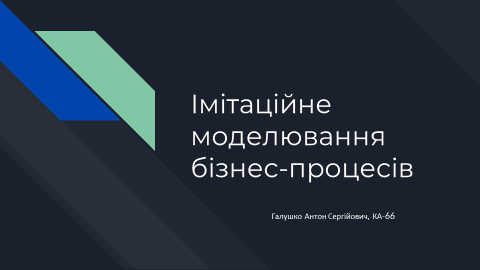 Імітаційне
моделювання
бізнес-процесів
Галушко Антон Сергійович, КА-66